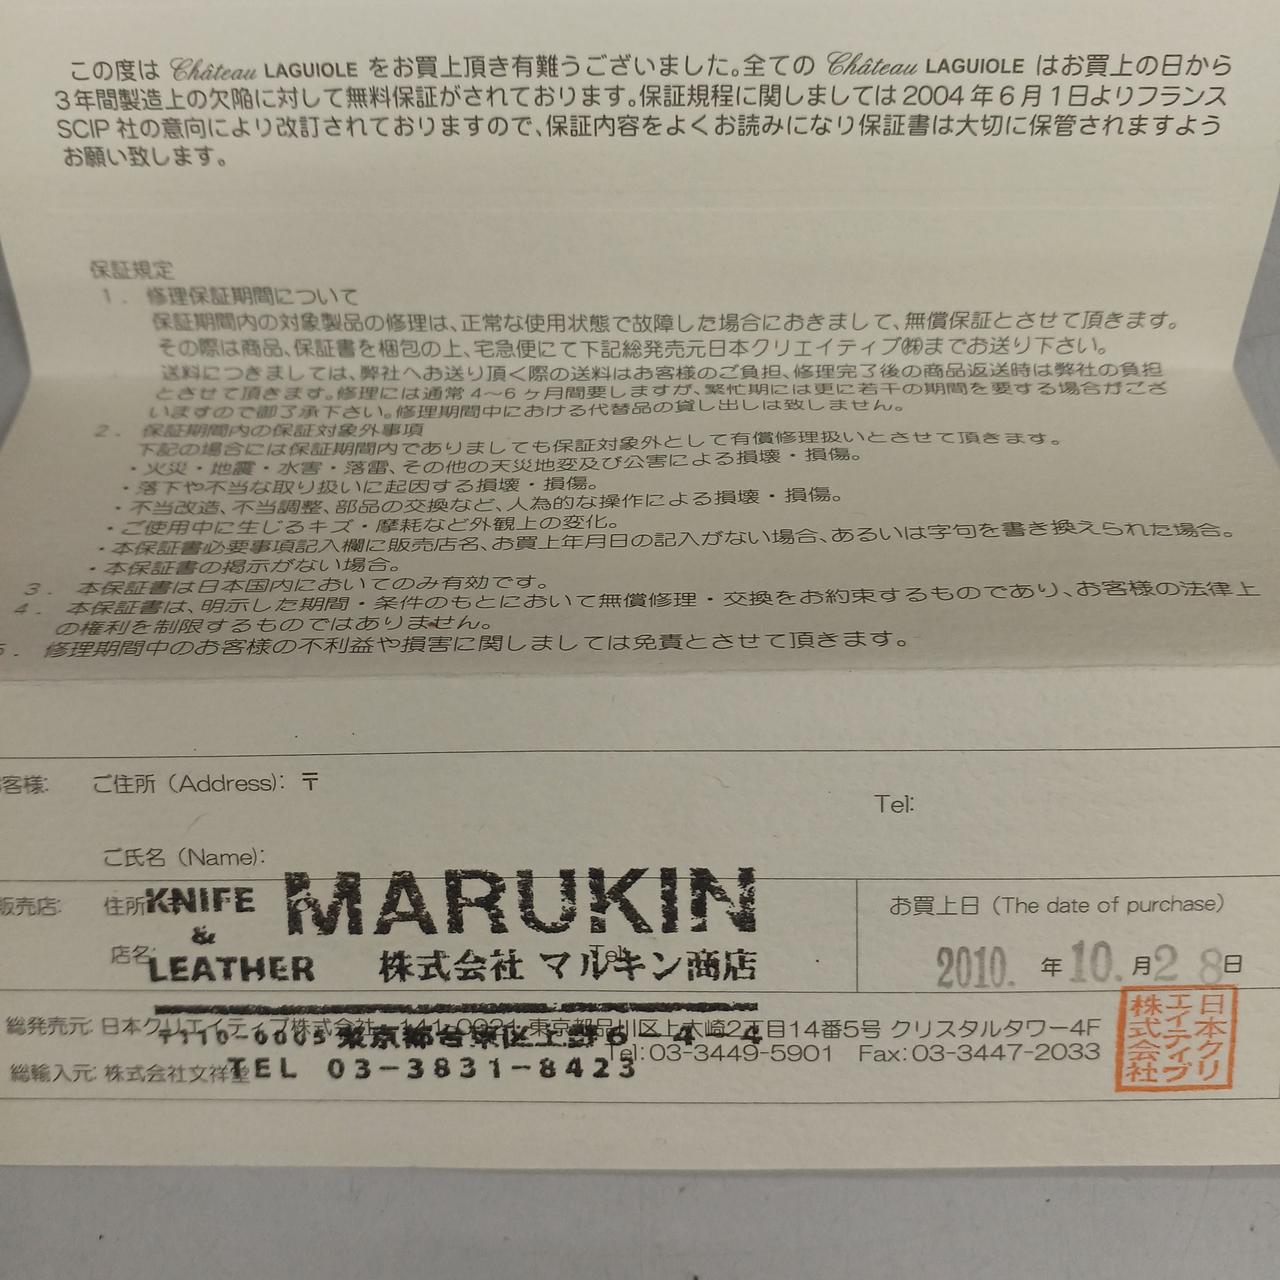 この度は Château LAGUIOLE をお買上頂き有難うございました。全ての Château LAGUIOLE はお買上の日から
3年間製造上の欠陥に対して無料保証がされております。保証規程に関しましては2004年6月1日よりフランス
SCIP 社の意向により改訂されておりますので、保証内容をよくお読みになり保証書は大切に保管されますよう
お願い致します。
保証規定
1. 修理保証期間について
保証期間内の対象製品の修理は、正常な使用状態で故障した場合におきまして、無償保証とさせて頂きます。
その際は商品、保証書を梱包の上、宅急便にて下記総発売元日本クリエイティブ㈱までお送り下さい。
送料につきましては、弊社へお送り頂く際の送料はお客様のご負担、修理完了後の商品返送時は弊社の負担
とさせて頂きます。修理には通常4〜6ヶ月間要しますが、繁忙期には更に若干の期間を要する場合がござ
いますので御了承下さい。修理期間中における代替品の貸し出しは致しません。
2. 保証期間内の保証対象外事項
下記の場合には保証期間内でありましても保証対象外として有償修理扱いとさせて頂きます。
・火災・地震・水害・落雷、その他の天災地変及び公害による損壊・損傷。
・落下や不当な取り扱いに起因する損壊・損傷。
・不当改造、不当調整、部品の交換など、人為的な操作による損壊・損傷。
・ご使用中に生じるキズ・摩耗など外観上の変化。
・本保証書必要事項記入欄に販売店名、お買上年月日の記入がない場合、あるいは字句を書き換えられた場合。
・本保証書の掲示がない場合。
3. 本保証書は日本国内においてのみ有効です。
4. 本保証書は、明示した期間・条件のもとにおいて無償修理・交換をお約束するものであり、お客様の法律上
の権利を制限するものではありません。
5. 修理期間中のお客様の不利益や損害に関しましては免責とさせて頂きます。
客様: ご住所 (Address): 〒
Tel:
ご氏名 (Name):
販売店: 住所
KNIFE & LEATHER
MARUKIN
株式会社 マルキン商店
店名:
Tel:
お買上日 (The date of purchase)
2010. 年 10. 月 28 日
〒110-0005 東京都台東区上野6-4-4
TEL 03-3831-8423
総発売元: 日本クリエイティブ株式会社 141-0021 東京都品川区上大崎2丁目14番5号 クリスタルタワー4F
Tel:03-3449-5901 Fax:03-3447-2033
総輸入元: 株式会社文祥堂
日本クリ
エイティブ
株式会社